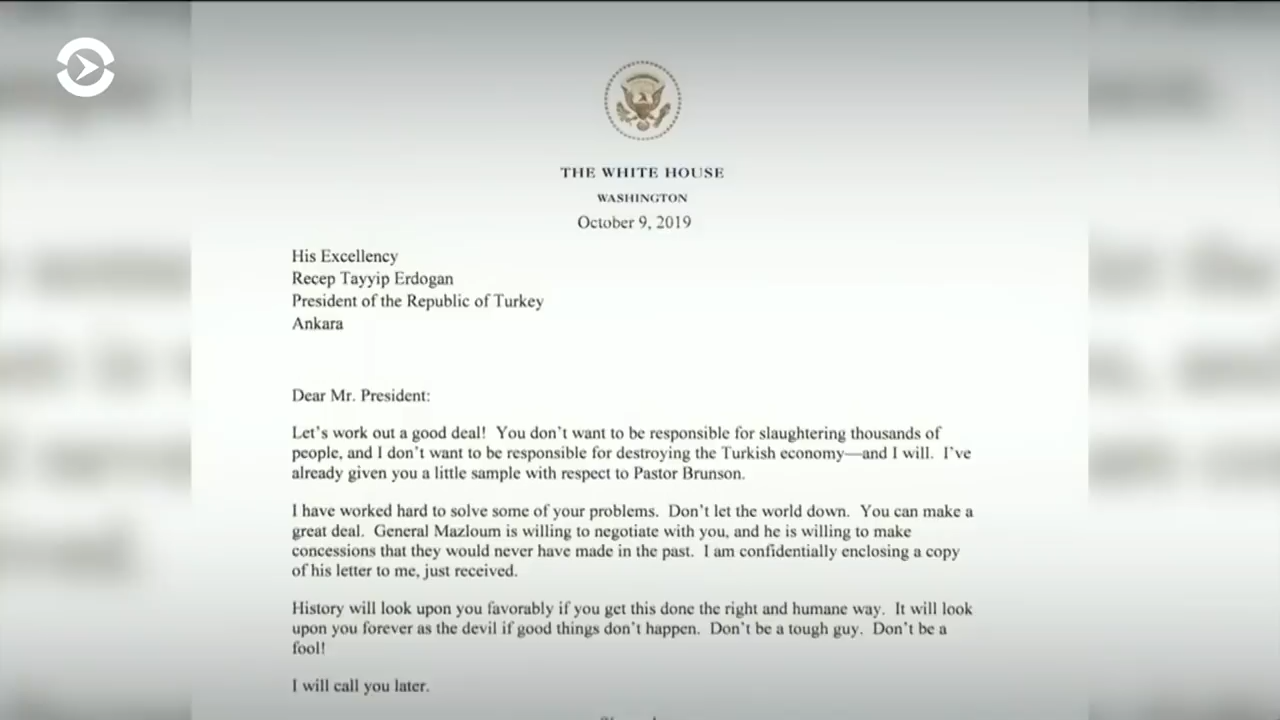 THE WHITE HOUSE
WASHINGTON
October 9, 2019
His Excellency
Recep Tayyip Erdogan
President of the Republic of Turkey
Ankara
Dear Mr. President:
Let's work out a good deal!  You don't want to be responsible for slaughtering thousands of
people, and I don't want to be responsible for destroying the Turkish economy—and I will.  I've
already given you a little sample with respect to Pastor Brunson.
I have worked hard to solve some of your problems.  Don't let the world down.  You can make a
great deal.  General Mazloum is willing to negotiate with you, and he is willing to make
concessions that they would never have made in the past.  I am confidentially enclosing a copy
of his letter to me, just received.
History will look upon you favorably if you get this done the right and humane way.  It will look
upon you forever as the devil if good things don't happen.  Don't be a tough guy.  Don't be a
fool!
I will call you later.